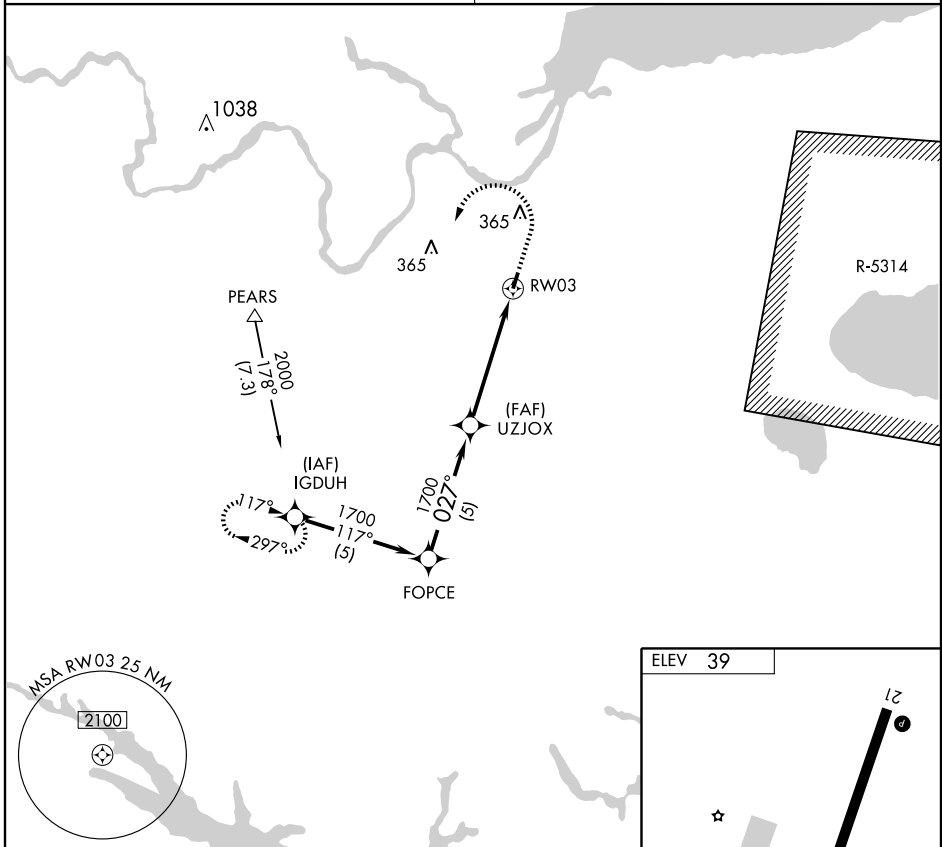 1038
365
365
RW03
R-5314
PEARS
2000
178°
(7.3)
(FAF)
UZJOX
(IAF)
IGDUH
1700
027°
(5)
117°
297°
1700
117°
(5)
FOPCE
MSA RW03 25 NM
2100
ELEV 39
21
P